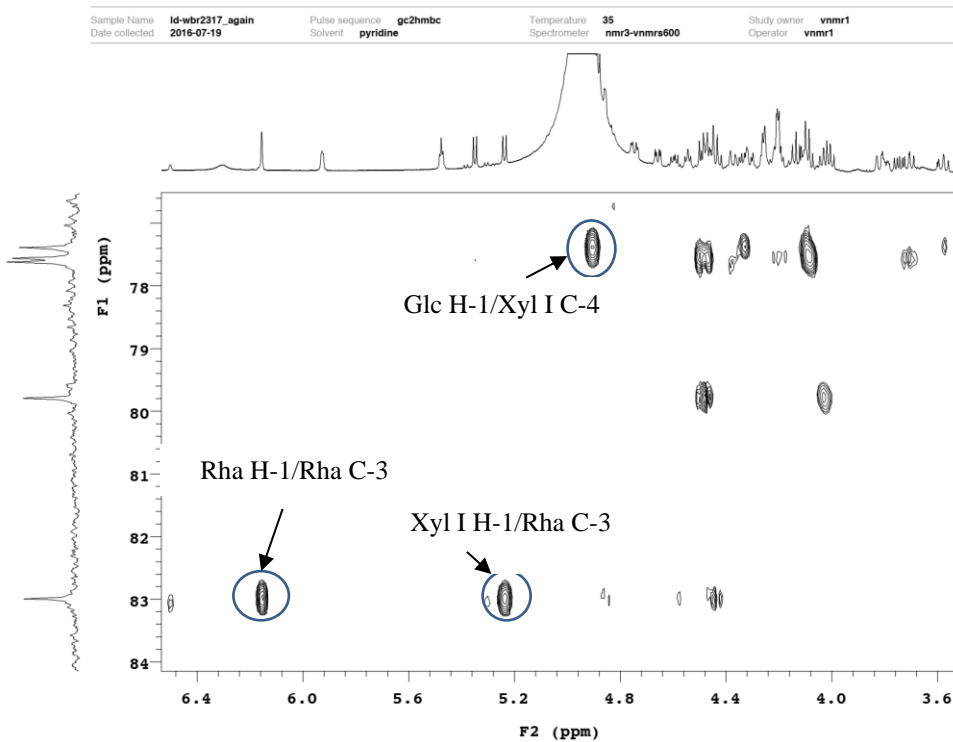 Sample Name ld-wbr2317_again Pulse sequence gc2hmbc Temperature 35 Study owner vnmr1
Date collected 2016-07-19 Solvent pyridine Spectrometer nmr3-vnmrs600 Operator vnmr1
F1 (ppm)
78
Glc H-1/Xyl I C-4
79
80
Rha H-1/Rha C-3
81
Xyl I H-1/Rha C-3
82
83
84
6.4 6.0 5.6 5.2 4.8 4.4 4.0 3.6
F2 (ppm)